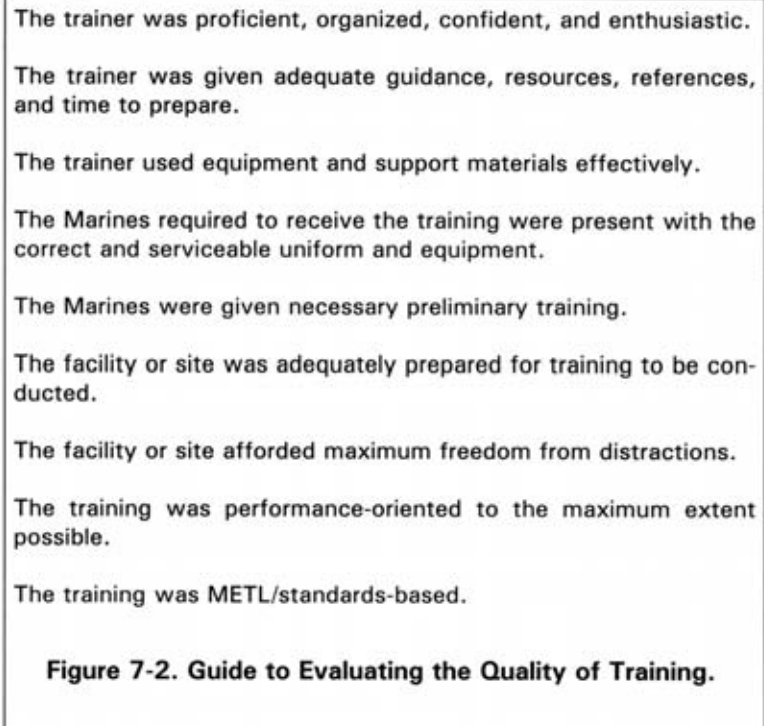 The trainer was proficient, organized, confident, and enthusiastic.
The trainer was given adequate guidance, resources, references,
and time to prepare.
The trainer used equipment and support materials effectively.
The Marines required to receive the training were present with the
correct and serviceable uniform and equipment.
The Marines were given necessary preliminary training.
The facility or site was adequately prepared for training to be con-
ducted.
The facility or site afforded maximum freedom from distractions.
The training was performance-oriented to the maximum extent
possible.
The training was METL/standards-based.
Figure 7-2. Guide to Evaluating the Quality of Training.